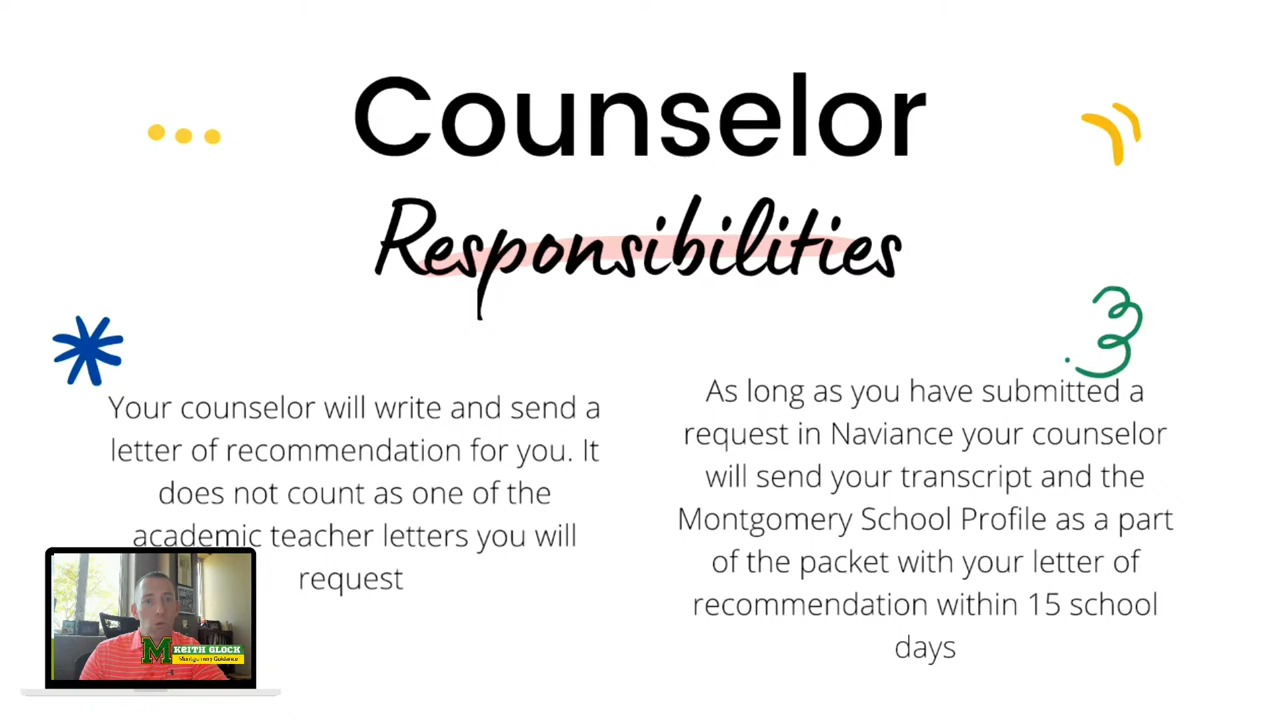 Counselor
Responsibilities
Your counselor will write and send a
letter of recommendation for you. It
does not count as one of the
academic teacher letters you will
request
As long as you have submitted a
request in Naviance your counselor
will send your transcript and the
Montgomery School Profile as a part
of the packet with your letter of
recommendation within 15 school
days
M
KEITH GLOCK
Montgomery Guidance